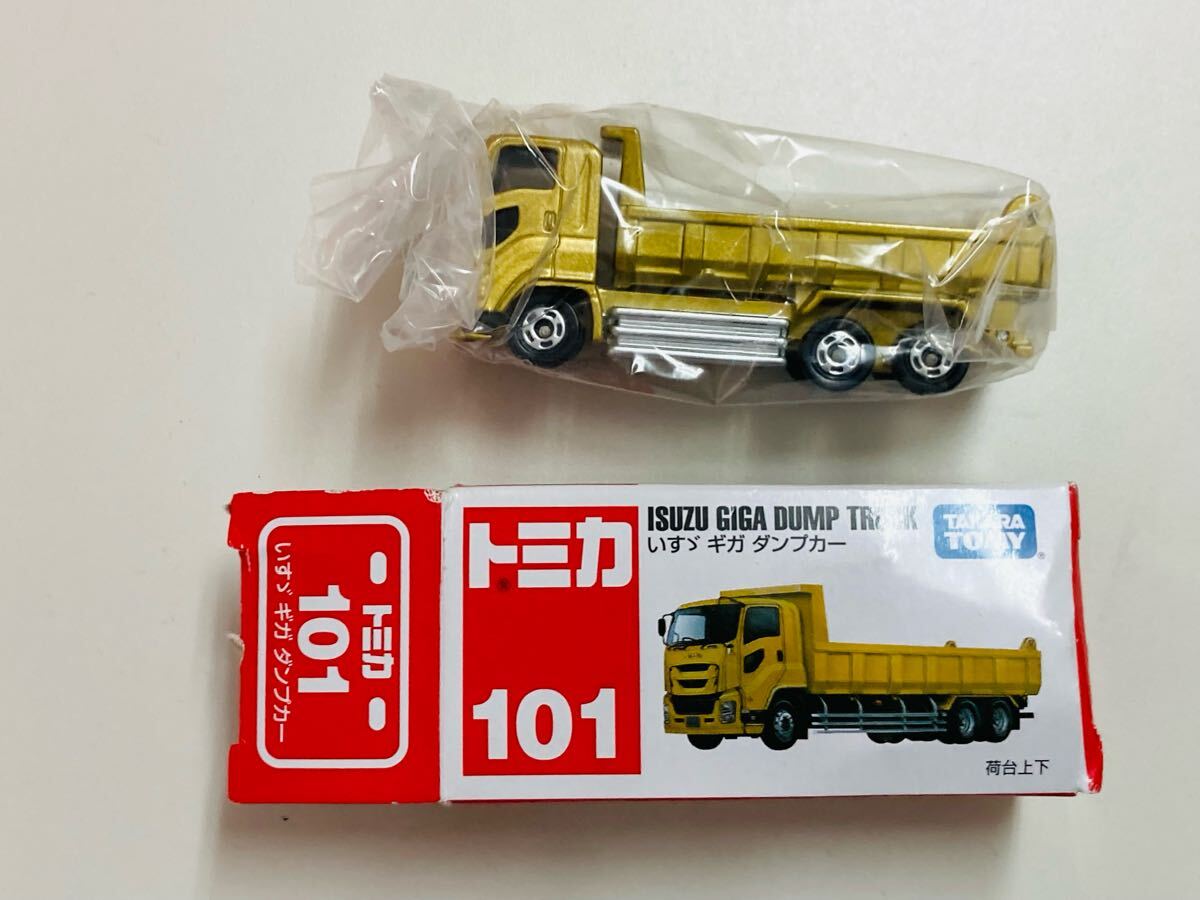 トミカ
101
いすゞ ギガ ダンプカー
トミカ
101
ISUZU GIGA DUMP TRUCK
いすゞ ギガ ダンプカー
TAKARA
TOMY
荷台上下